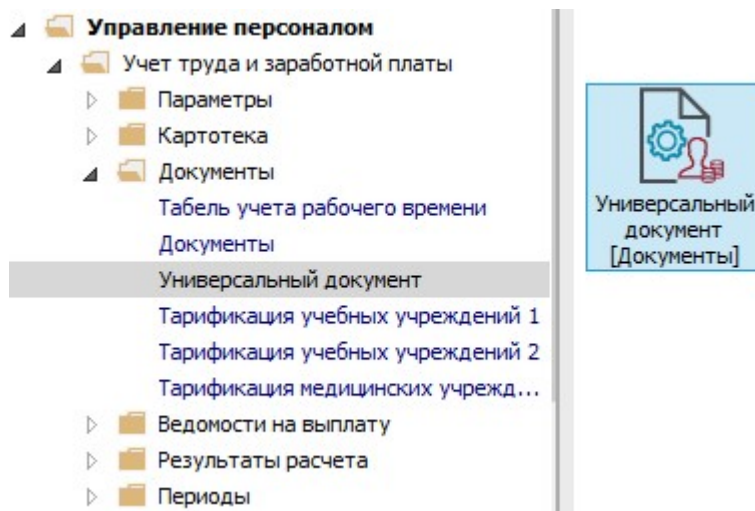 Управление персоналом
Учет труда и заработной платы
Параметры
Картотека
Документы
Табель учета рабочего времени
Документы
Универсальный документ
Тарификация учебных учреждений 1
Тарификация учебных учреждений 2
Тарификация медицинских учрежд...
Ведомости на выплату
Результаты расчета
Периоды
Универсальный
документ
[Документы]